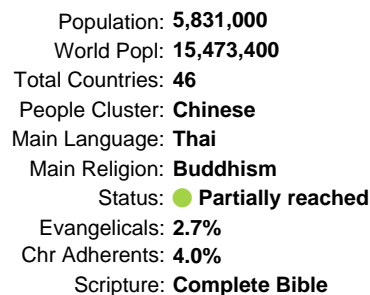 Population: 5,831,000
World Popl: 15,473,400
Total Countries: 46
People Cluster: Chinese
Main Language: Thai
Main Religion: Buddhism
Status: Partially reached
Evangelicals: 2.7%
Chr Adherents: 4.0%
Scripture: Complete Bible